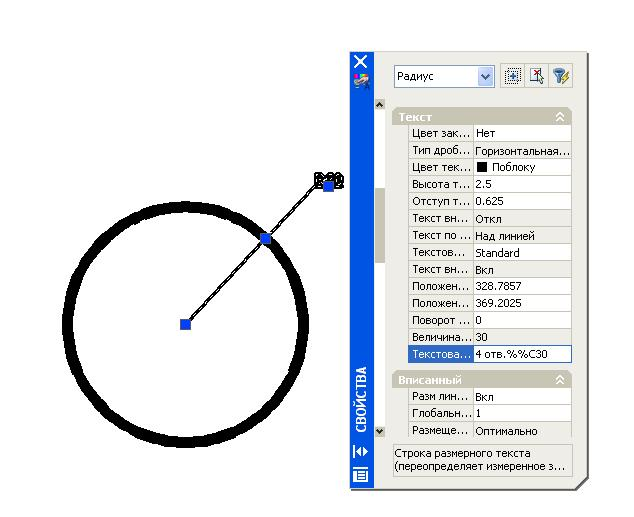 Радиус
Текст
Цвет зак... Нет
Тип дроб... Горизонтальная...
Цвет тек... Поблоку
Высота т... 2.5
Отступ т... 0.625
Текст вн... Откл
Текст по ... Над линией
Текстов... Standard
Текст вн... Вкл
Положен... 328.7857
Положен... 369.2025
Поворот ... 0
Величина... 30
Текстова... 4 отв.%%C30
Вписанный
Разм лин... Вкл
Глобальн... 1
Размеще... Оптимально
СВОЙСТВА
Строка размерного текста
(переопределяет измеренное з...